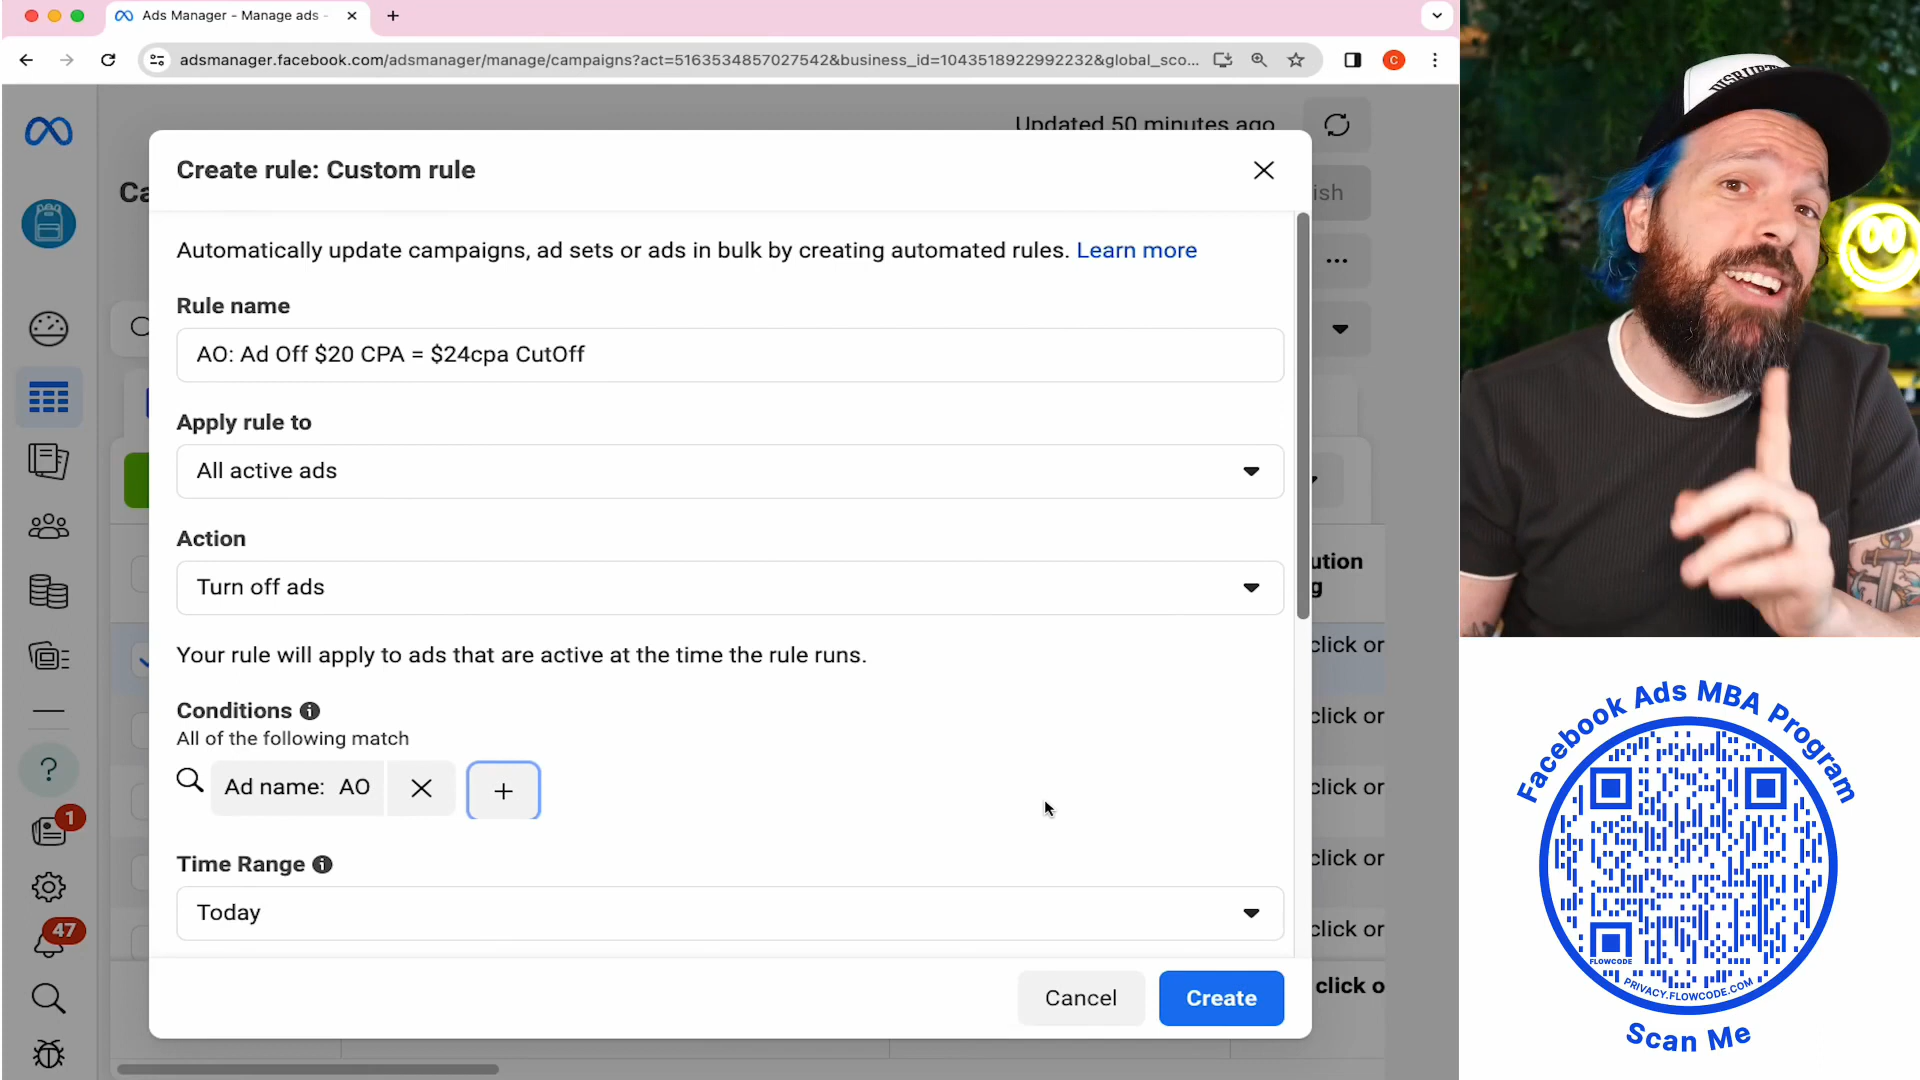 Ads Manager - Manage ads -
adsmanager.facebook.com/adsmanager/manage/campaigns?act=5163534857027542&business_id=1043518922992232&global_sco...
C
Updated 50 minutes ago
Ca
ish
Create rule: Custom rule
Automatically update campaigns, ad sets or ads in bulk by creating automated rules. Learn more
Rule name
AO: Ad Off $20 CPA = $24cpa CutOff
Apply rule to
All active ads
Action
Turn off ads
Your rule will apply to ads that are active at the time the rule runs.
Conditions
All of the following match
Ad name: AO
Time Range
Today
Cancel
Create
ution
g
click or
click or
click or
click or
click or
click o
1
47
DISRUPT
Facebook Ads MBA Program
FLOWCODE
PRIVACY.FLOWCODE.COM
Scan Me